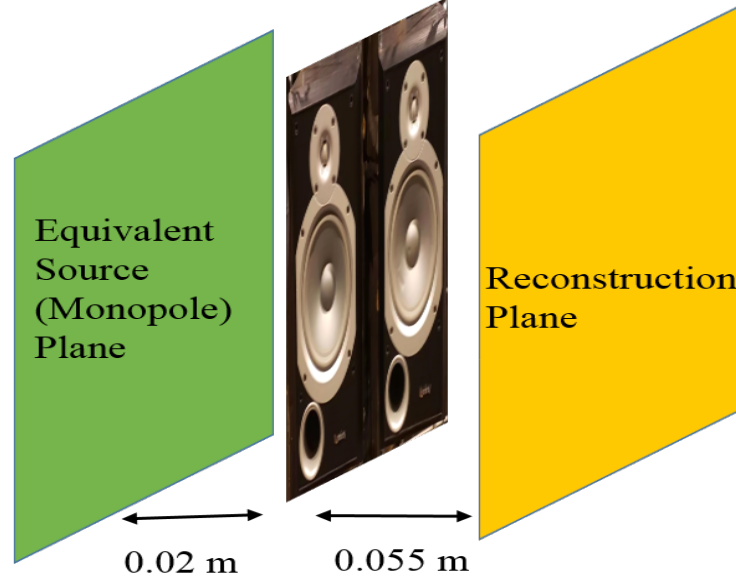 Equivalent
Source
(Monopole)
Plane
Reconstruction
Plane
0.02 m
0.055 m